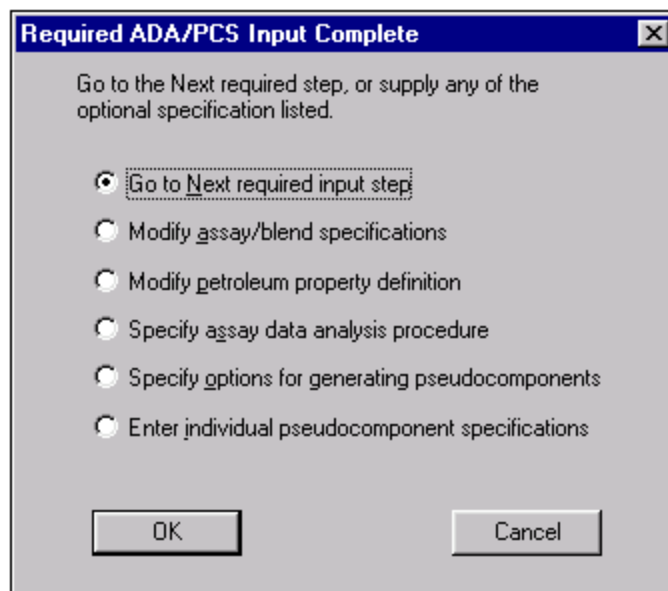 Required ADA/PCS Input Complete
Go to the Next required step, or supply any of the
optional specification listed.
Go to Next required input step
Modify assay/blend specifications
Modify petroleum property definition
Specify assay data analysis procedure
Specify options for generating pseudocomponents
Enter individual pseudocomponent specifications
OK
Cancel